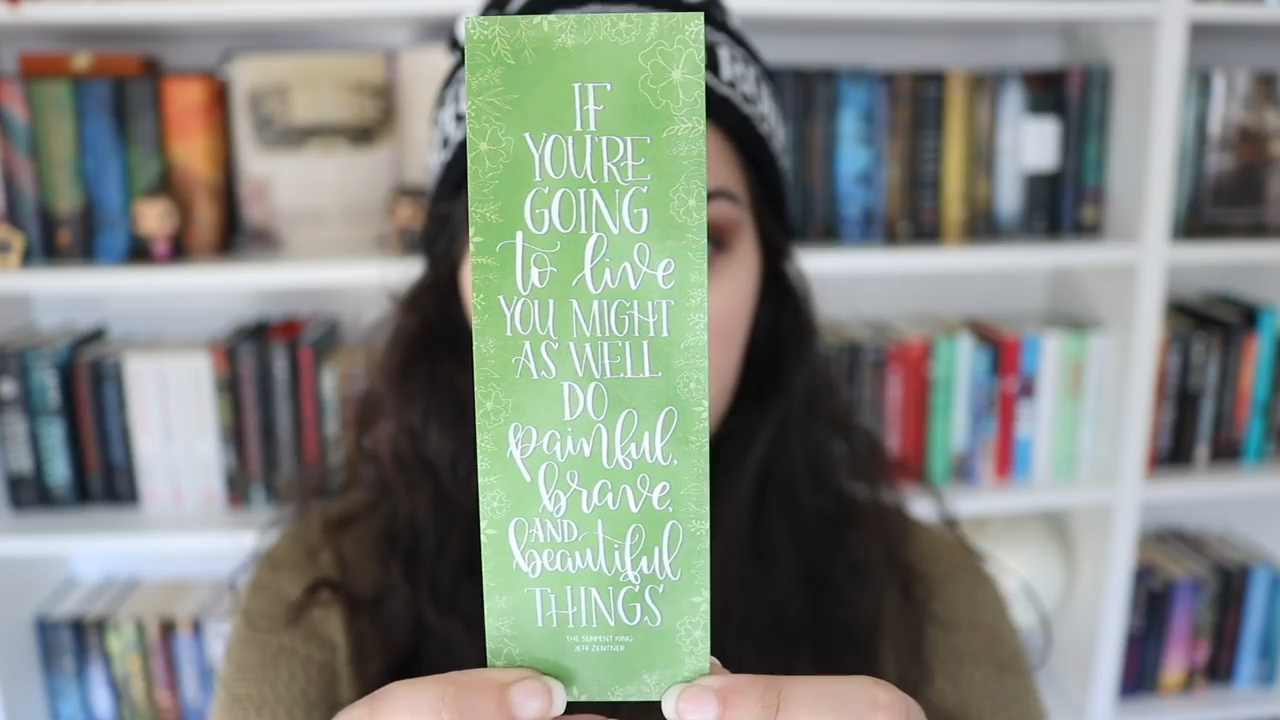 IF
YOU'RE
GOING
to live
YOU MIGHT
AS WELL
DO
painful,
brave,
AND
beautiful
THINGS
THE SERPENT KING
JEFF ZENTNER